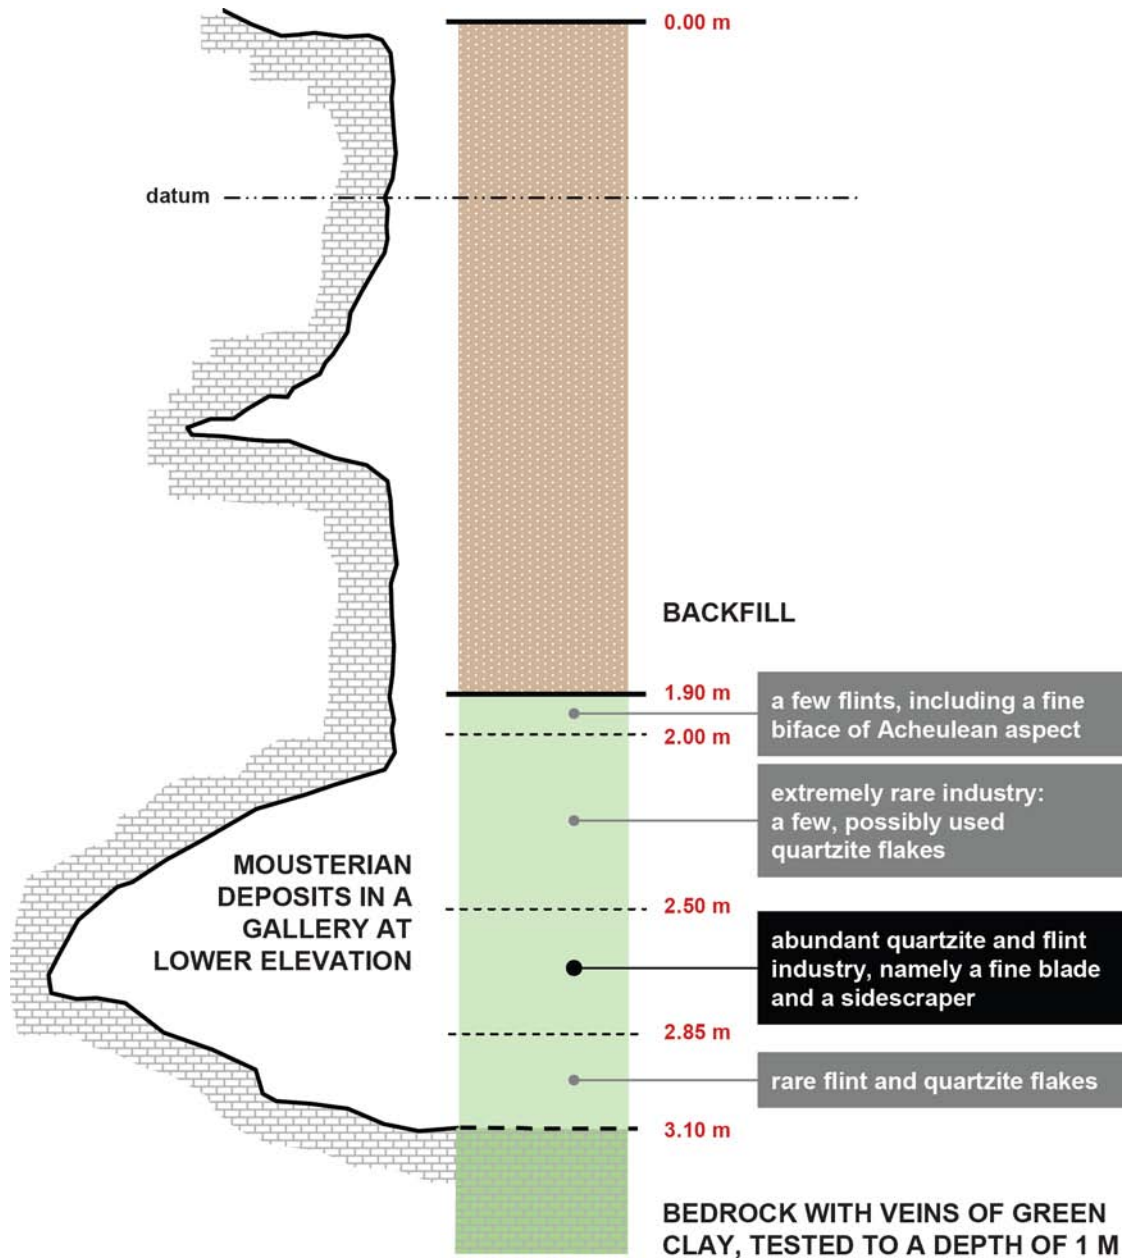 0.00 m
datum
BACKFILL
1.90 m
a few flints, including a fine
biface of Acheulean aspect
2.00 m
extremely rare industry:
a few, possibly used
quartzite flakes
MOUSTERIAN
DEPOSITS IN A
GALLERY AT
LOWER ELEVATION
2.50 m
abundant quartzite and flint
industry, namely a fine blade
and a sidescraper
2.85 m
rare flint and quartzite flakes
3.10 m
BEDROCK WITH VEINS OF GREEN
CLAY, TESTED TO A DEPTH OF 1 M